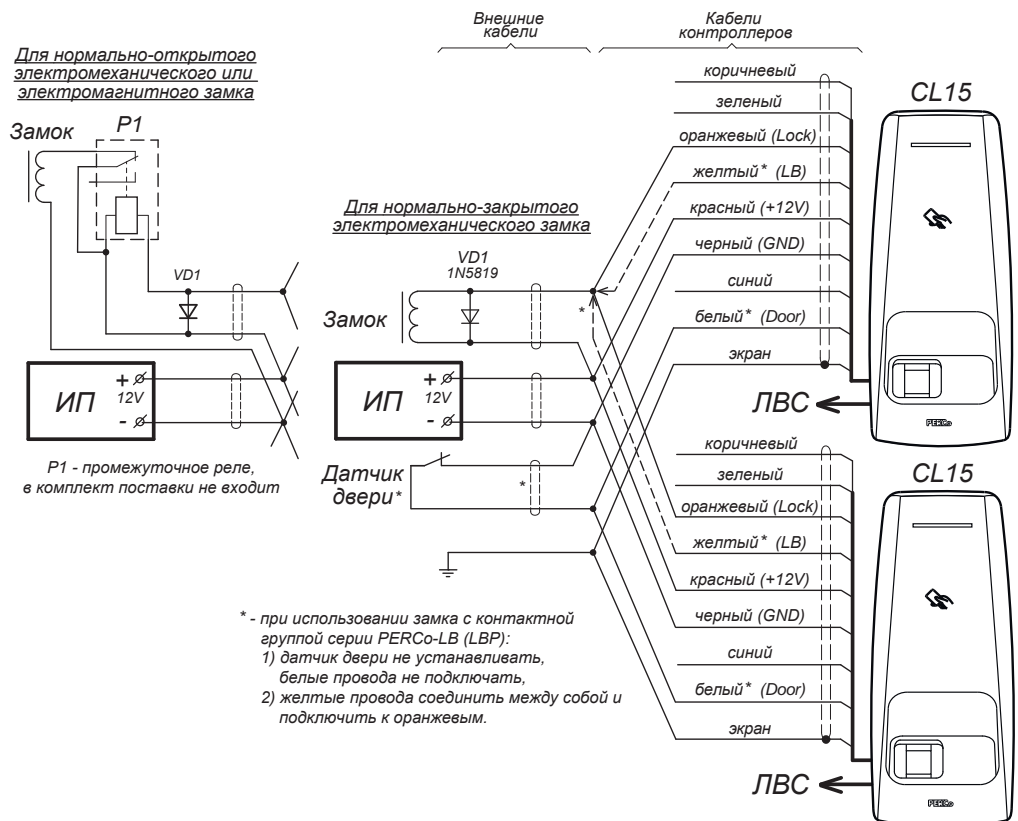 Внешние
кабели
Кабели
контроллеров
Для нормально-открытого
электромеханического или
электромагнитного замка
Замок
P1
VD1
ИП
+
12V
-
P1 - промежуточное реле,
в комплект поставки не входит
Для нормально-закрытого
электромеханического замка
VD1
1N5819
Замок
*
ИП
+
12V
-
Датчик
двери*
*
коричневый
зеленый
оранжевый (Lock)
желтый* (LB)
красный (+12V)
черный (GND)
синий
белый* (Door)
экран
ЛВС
CL15
PERCo
коричневый
зеленый
оранжевый (Lock)
желтый* (LB)
красный (+12V)
черный (GND)
синий
белый* (Door)
экран
ЛВС
CL15
PERCo
* - при использовании замка с контактной
группой серии PERCo-LB (LBP):
1) датчик двери не устанавливать,
белые провода не подключать,
2) желтые провода соединить между собой и
подключить к оранжевым.